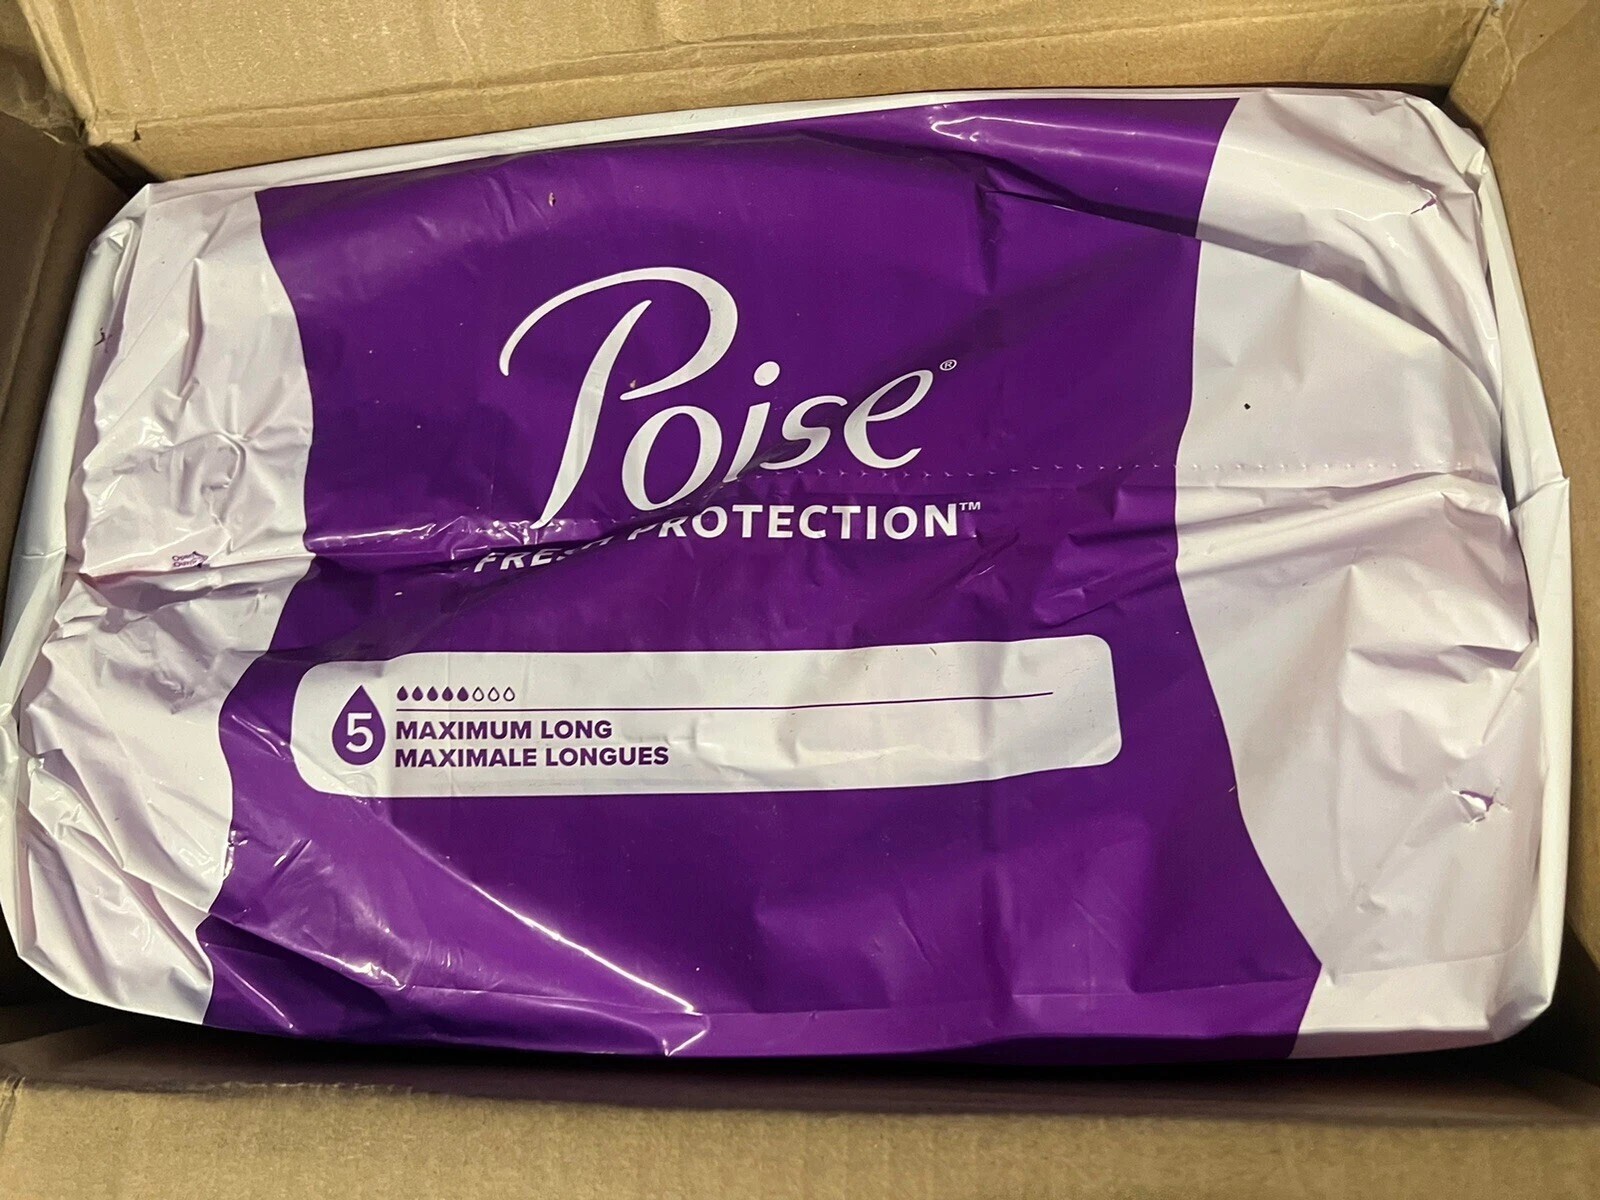 Poise®
PROTECTION™
5
MAXIMUM LONG
MAXIMALE LONGUES